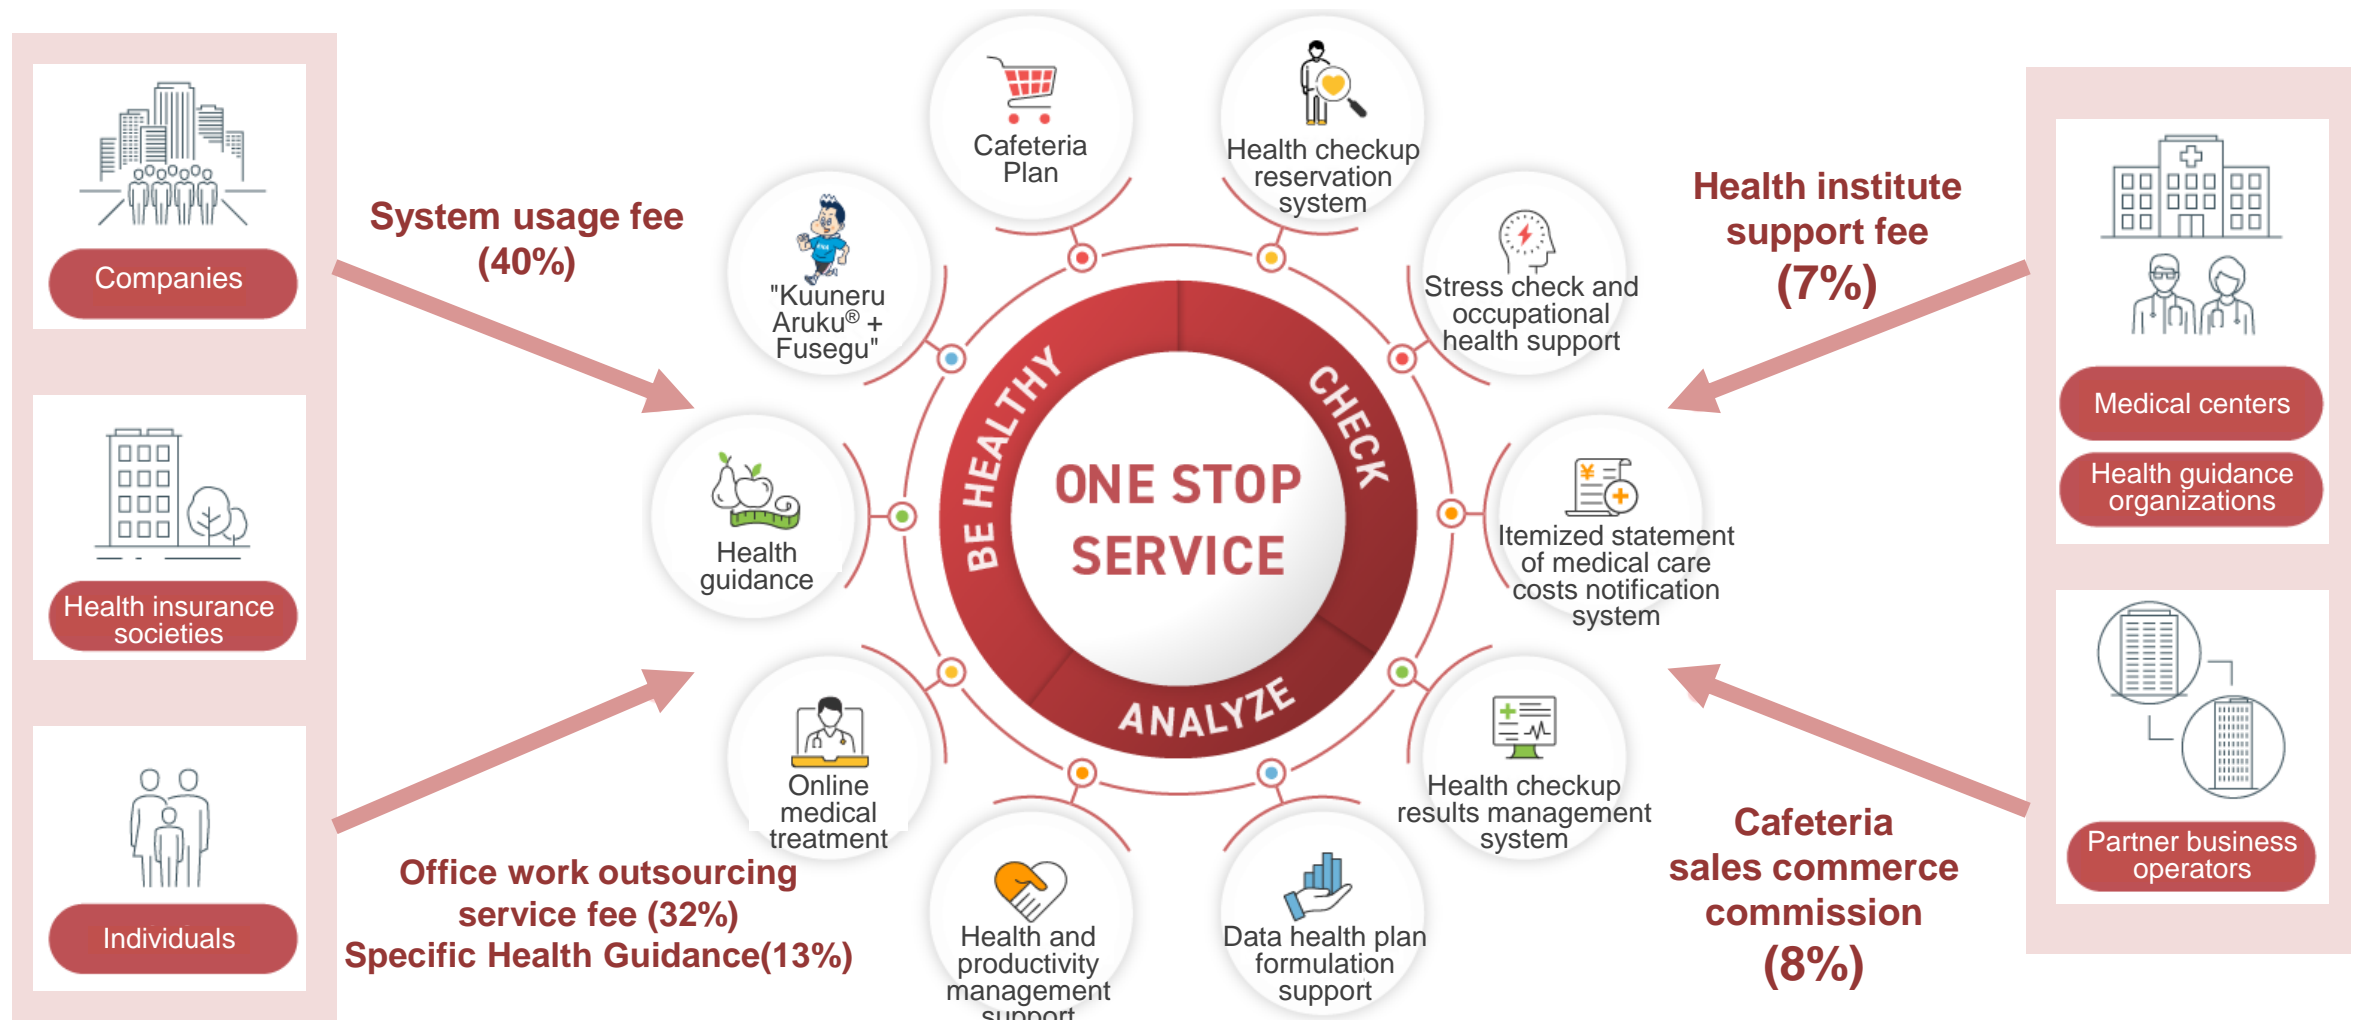 Companies
Health insurance
societies
Individuals
System usage fee
(40%)
Office work outsourcing
service fee (32%)
Specific Health Guidance(13%)
Cafeteria
Plan
Health checkup
reservation
system
"Kuuneru
Aruku® +
Fusegu"
Stress check and
occupational
health support
Health
guidance
Itemized statement
of medical care
costs notification
system
Online
medical
treatment
Health checkup
results management
system
Health and
productivity
management
support
Data health plan
formulation
support
BE HEALTHY
CHECK
ANALYZE
ONE STOP
SERVICE
Health institute
support fee
(7%)
Cafeteria
sales commerce
commission
(8%)
Medical centers
Health guidance
organizations
Partner business
operators